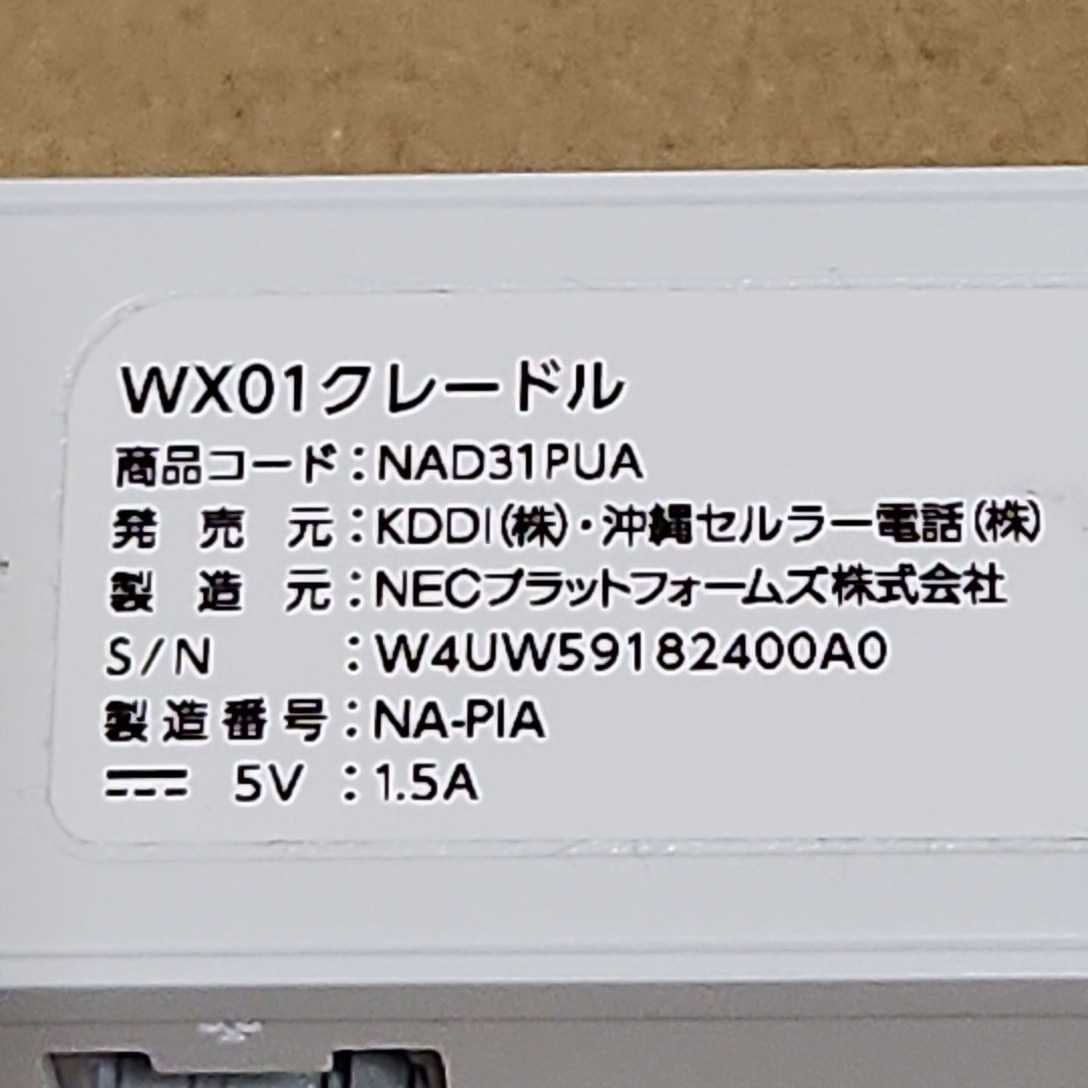 WX01クレードル
商品コード：NAD31PUA
発売元：KDDI(株)・沖縄セルラー電話(株)
製造元：NECプラットフォームズ株式会社
S/N：W4UW59182400A0
製造番号：NA-PIA
⎓ 5V：1.5A